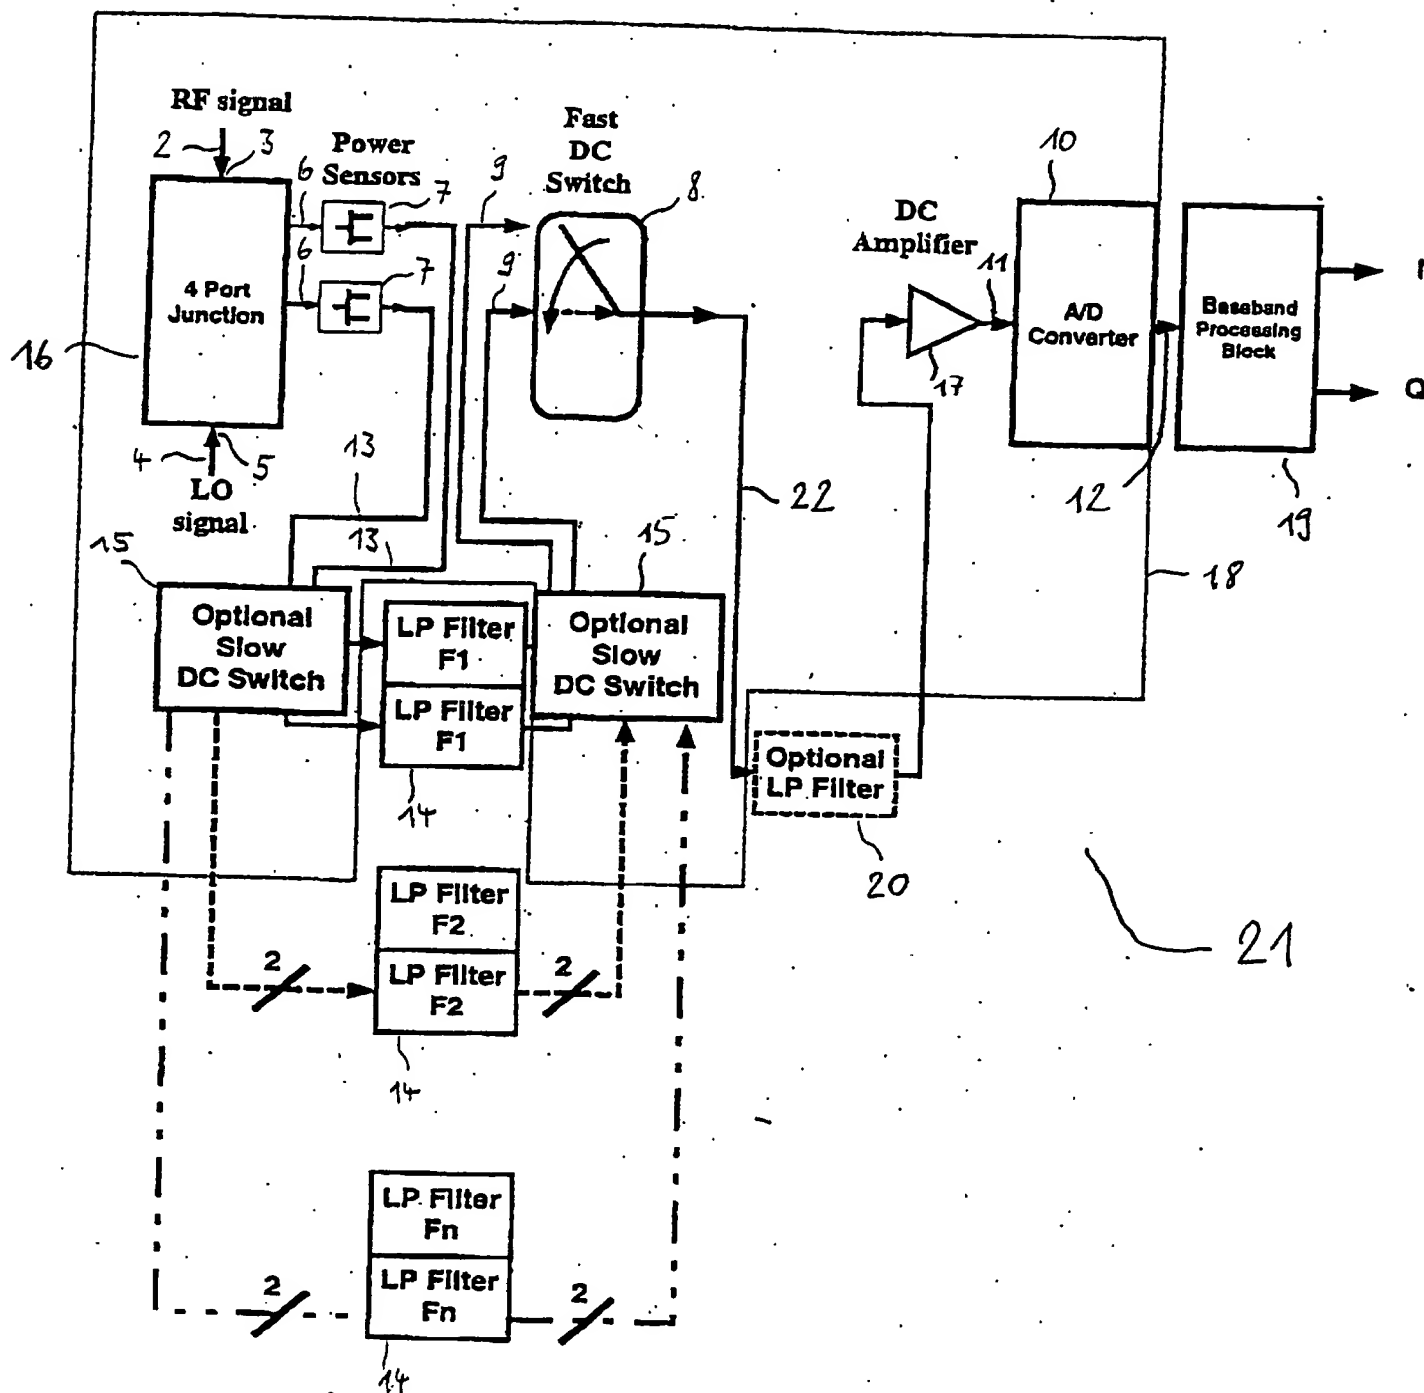 RF signal
2
3
Power
Sensors
6
7
6
7
4 Port
Junction
16
4
5
LO
signal
9
9
Fast
DC
Switch
8
DC
Amplifier
11
17
10
A/D
Converter
12
Baseband
Processing
Block
19
I
Q
13
13
22
18
15
Optional
Slow
DC Switch
LP Filter
F1
LP Filter
F1
14
15
Optional
Slow
DC Switch
Optional
LP Filter
20
21
2
LP Filter
F2
LP Filter
F2
2
14
2
LP Filter
Fn
LP Filter
Fn
2
14